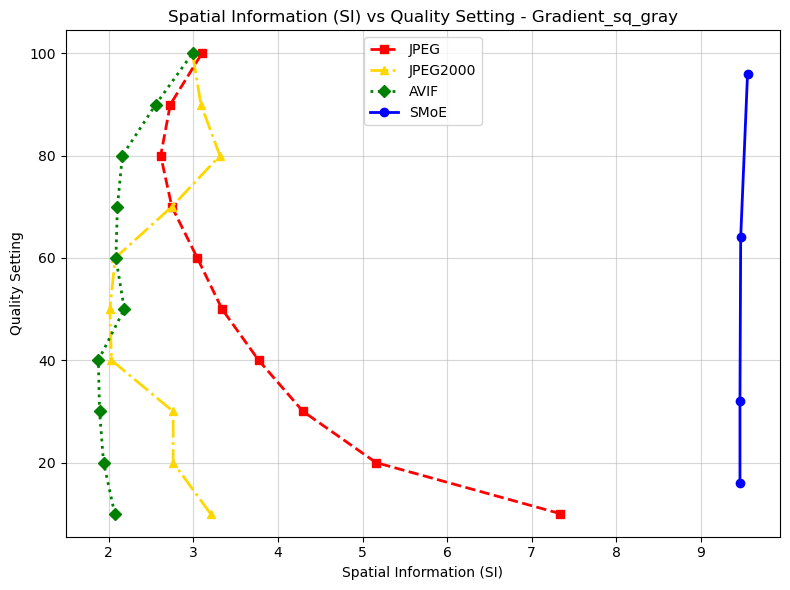 Spatial Information (SI) vs Quality Setting - Gradient_sq_gray
JPEG
JPEG2000
AVIF
SMoE
100
80
60
40
20
Quality Setting
2 3 4 5 6 7 8 9
Spatial Information (SI)